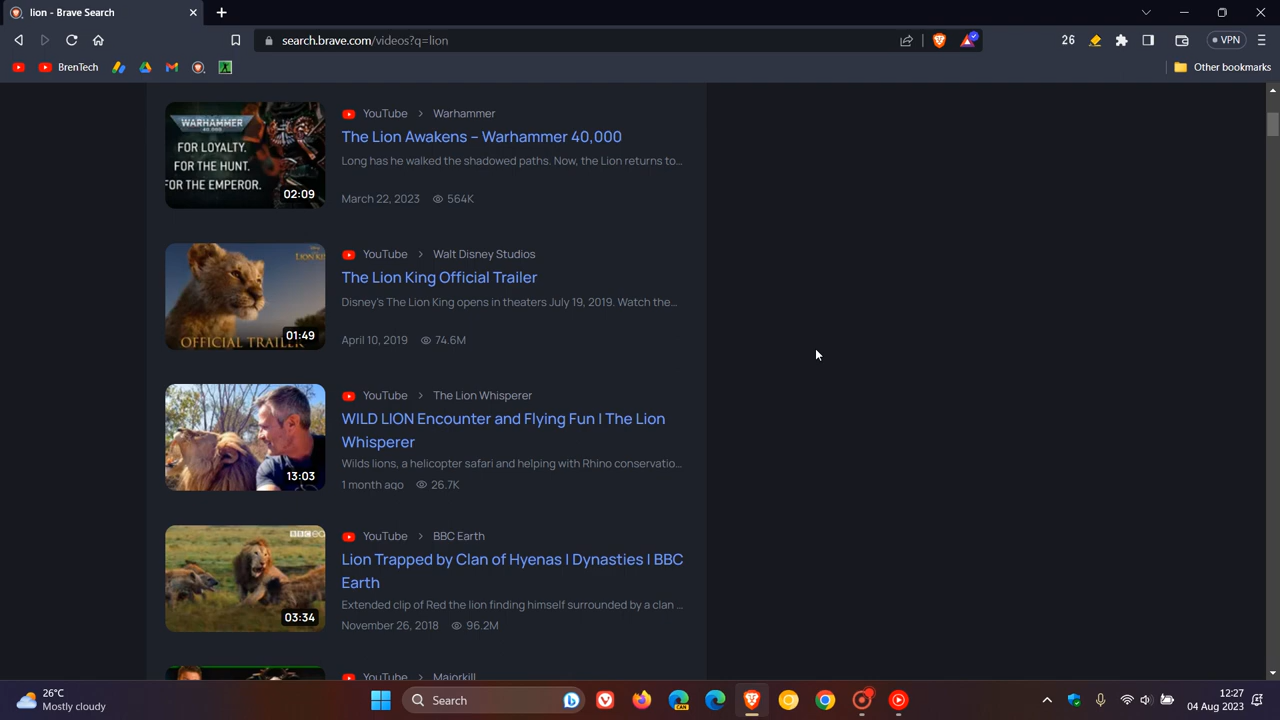 lion - Brave Search
search.brave.com/videos?q=lion
26
VPN
BrenTech
Other bookmarks
WARHAMMER
40,000
FOR LOYALTY.
FOR THE HUNT.
FOR THE EMPEROR.
02:09
YouTube > Warhammer
The Lion Awakens – Warhammer 40,000
Long has he walked the shadowed paths. Now, the Lion returns to…
March 22, 2023 564K
Disney
THE LION KI
OFFICIAL TRAILER
01:49
YouTube > Walt Disney Studios
The Lion King Official Trailer
Disney's The Lion King opens in theaters July 19, 2019. Watch the…
April 10, 2019 74.6M
13:03
YouTube > The Lion Whisperer
WILD LION Encounter and Flying Fun | The Lion
Whisperer
Wilds lions, a helicopter safari and helping with Rhino conservatio…
1 month ago 26.7K
BBC
03:34
YouTube > BBC Earth
Lion Trapped by Clan of Hyenas | Dynasties | BBC
Earth
Extended clip of Red the lion finding himself surrounded by a clan …
November 26, 2018 96.2M
YouTube > Majorkill
26°C
Mostly cloudy
Search
CAN
12:27
04 Aug 2023